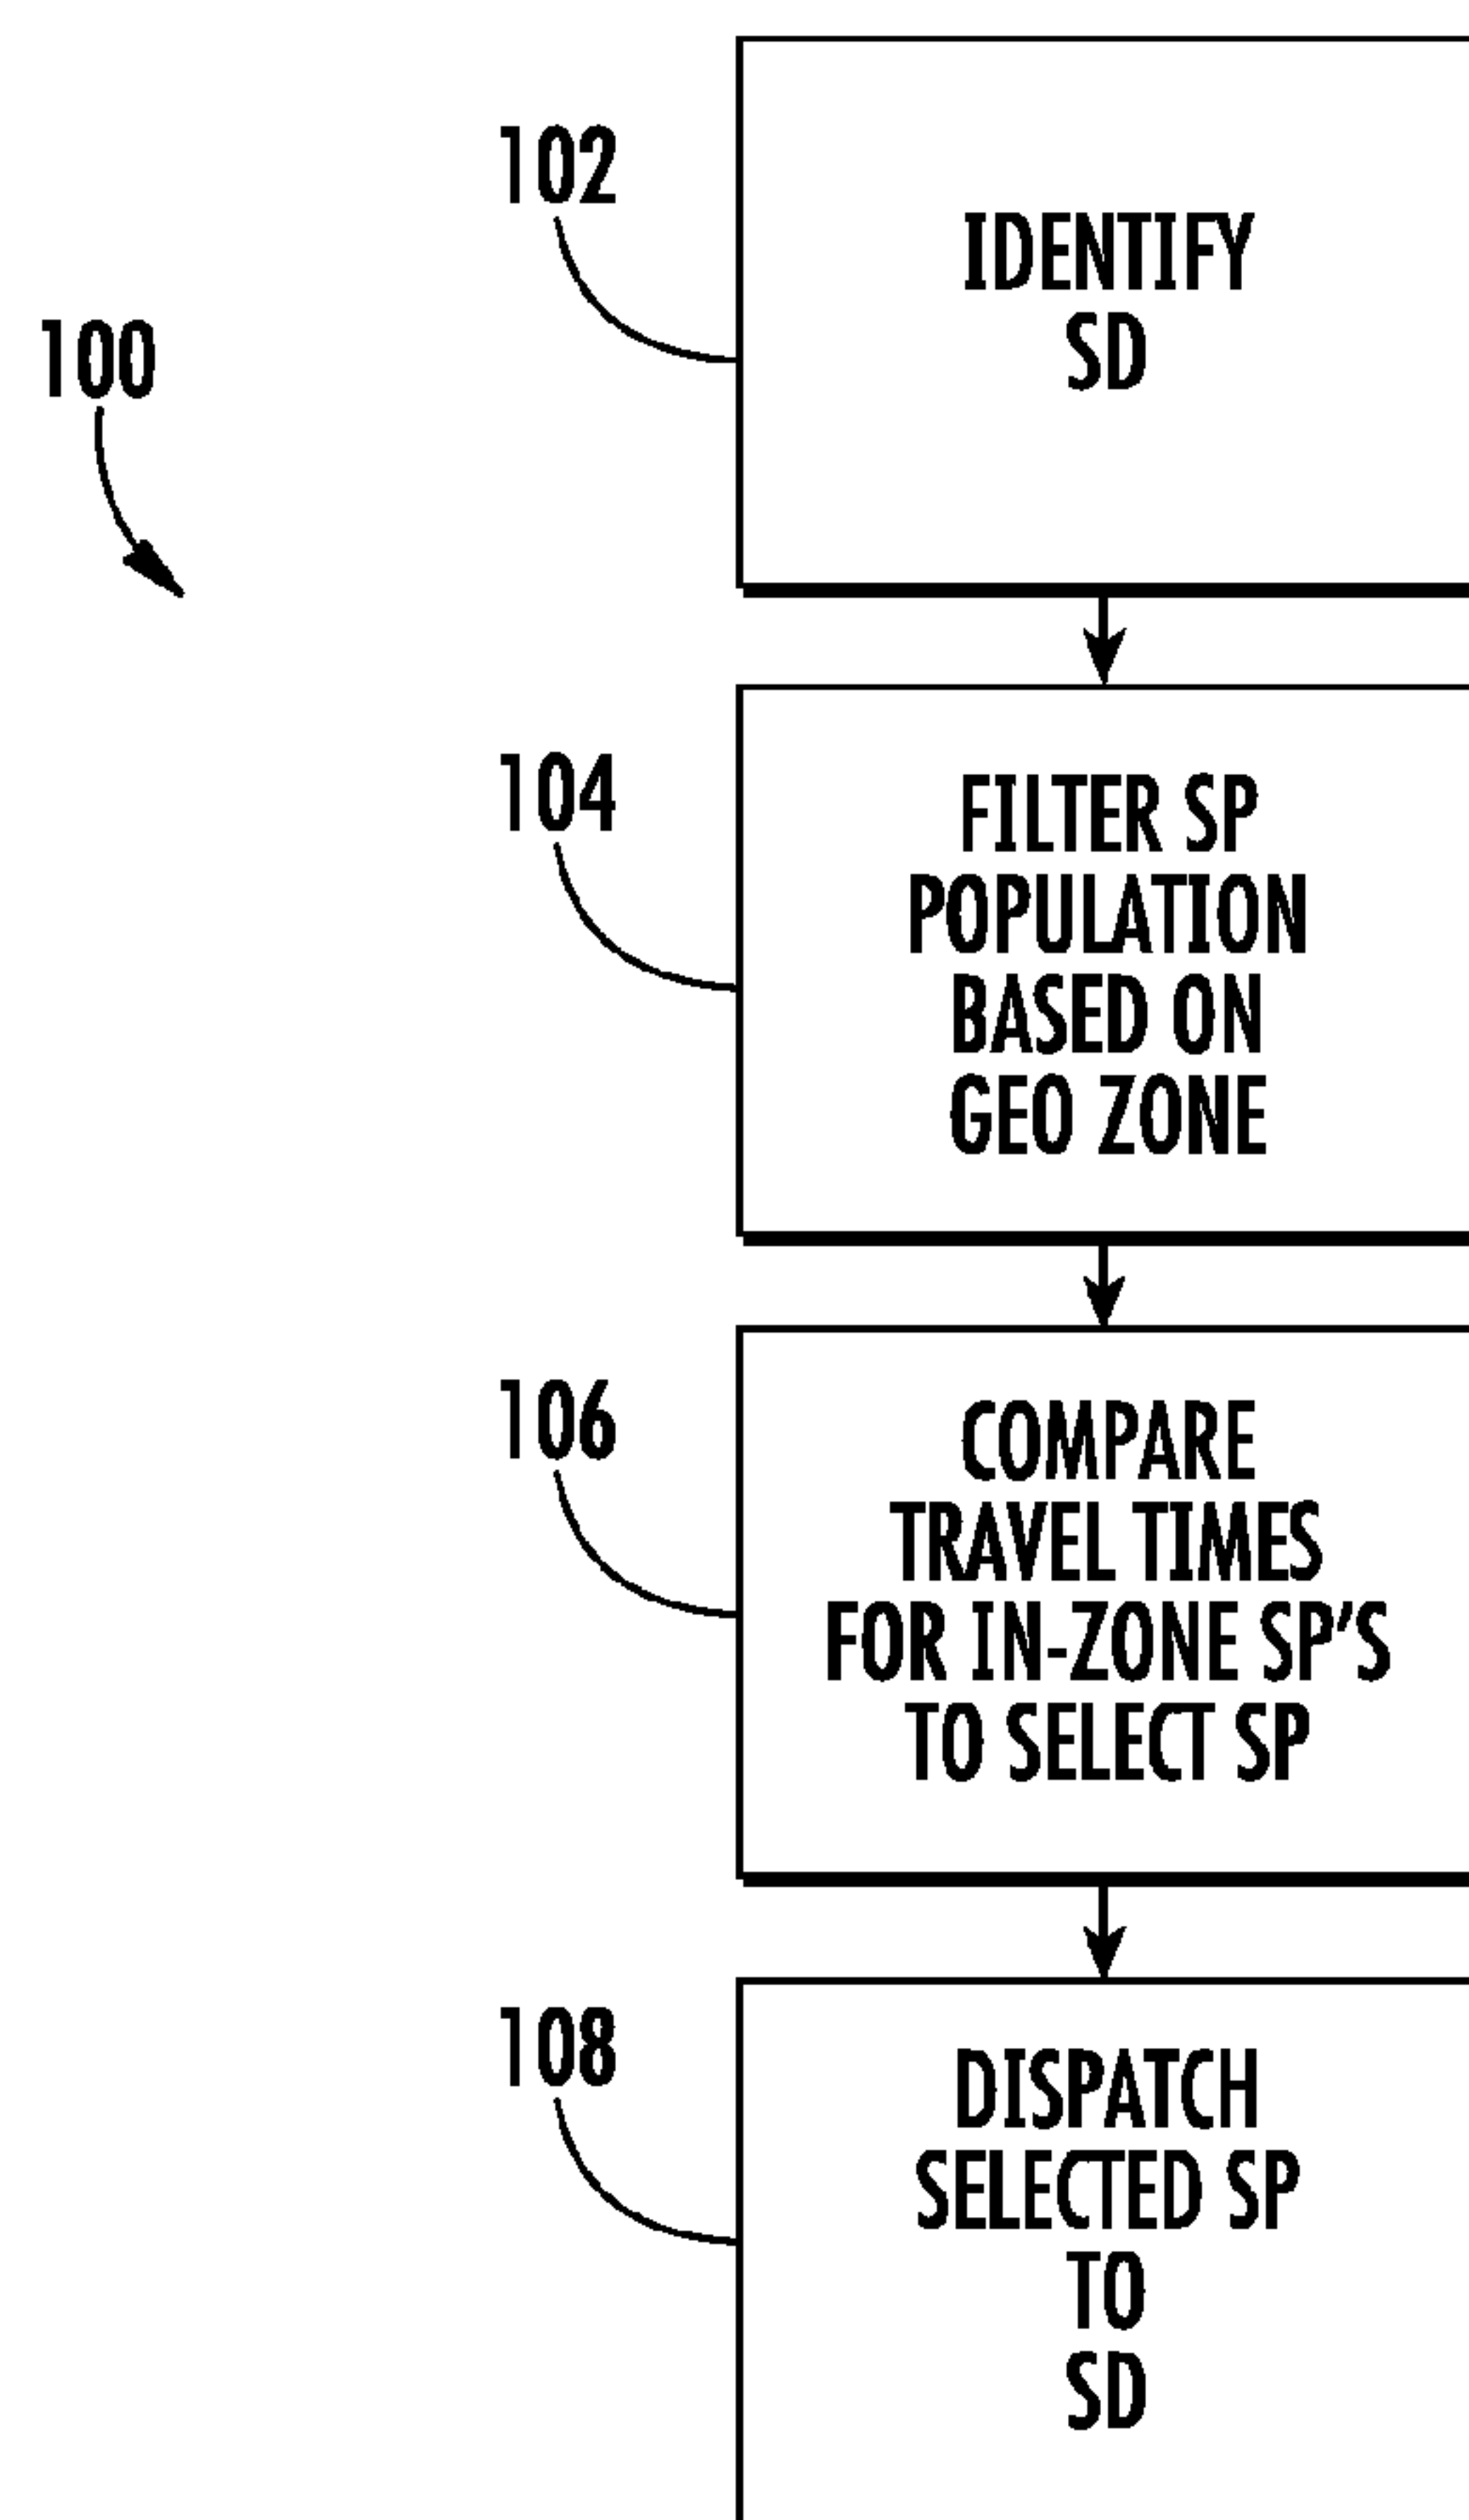 102
IDENTIFY
SD
100
104
FILTER SP
POPULATION
BASED ON
GEO ZONE
106
COMPARE
TRAVEL TIMES
FOR IN-ZONE SP'S
TO SELECT SP
108
DISPATCH
SELECTED SP
TO
SD